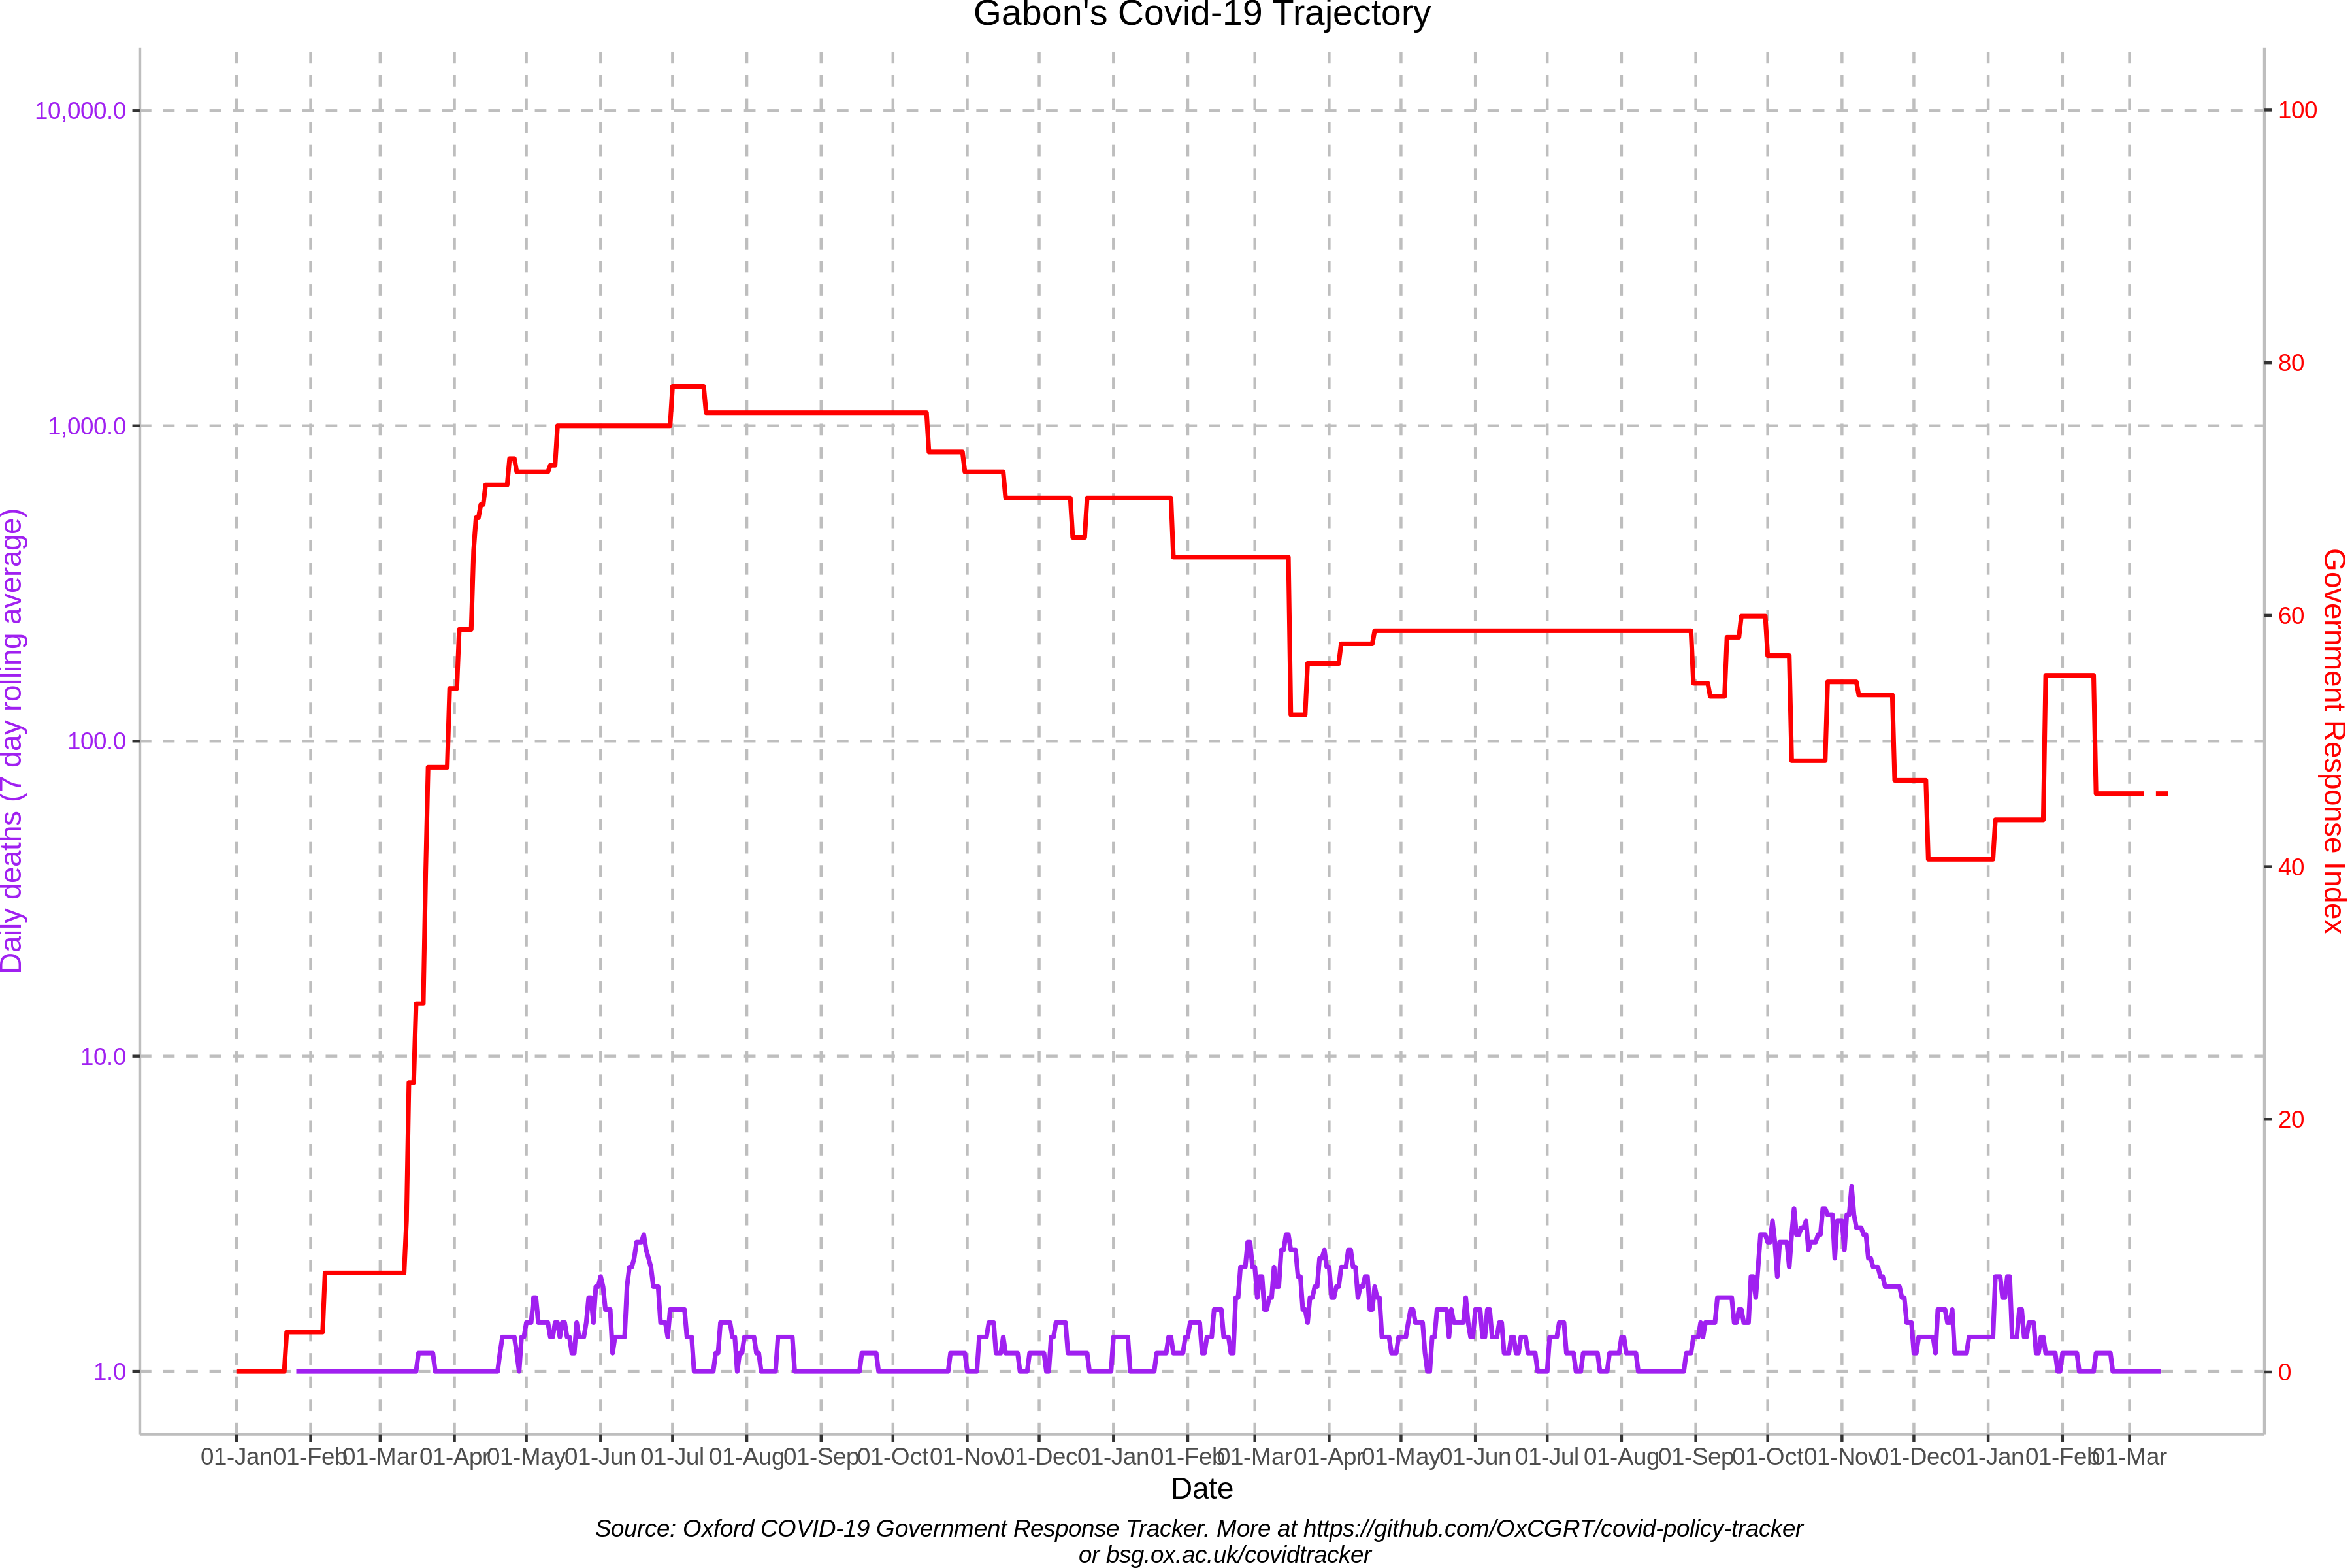 Gabon's Covid-19 Trajectory
10,000.0
1,000.0
100.0
10.0
1.0
Daily deaths (7 day rolling average)
100
80
60
40
20
0
Government Response Index
01-Jan 01-Feb 01-Mar 01-Apr 01-May 01-Jun 01-Jul 01-Aug 01-Sep 01-Oct 01-Nov 01-Dec 01-Jan 01-Feb 01-Mar 01-Apr 01-May 01-Jun 01-Jul 01-Aug 01-Sep 01-Oct 01-Nov 01-Dec 01-Jan 01-Feb 01-Mar
Date
Source: Oxford COVID-19 Government Response Tracker. More at https://github.com/OxCGRT/covid-policy-tracker
or bsg.ox.ac.uk/covidtracker